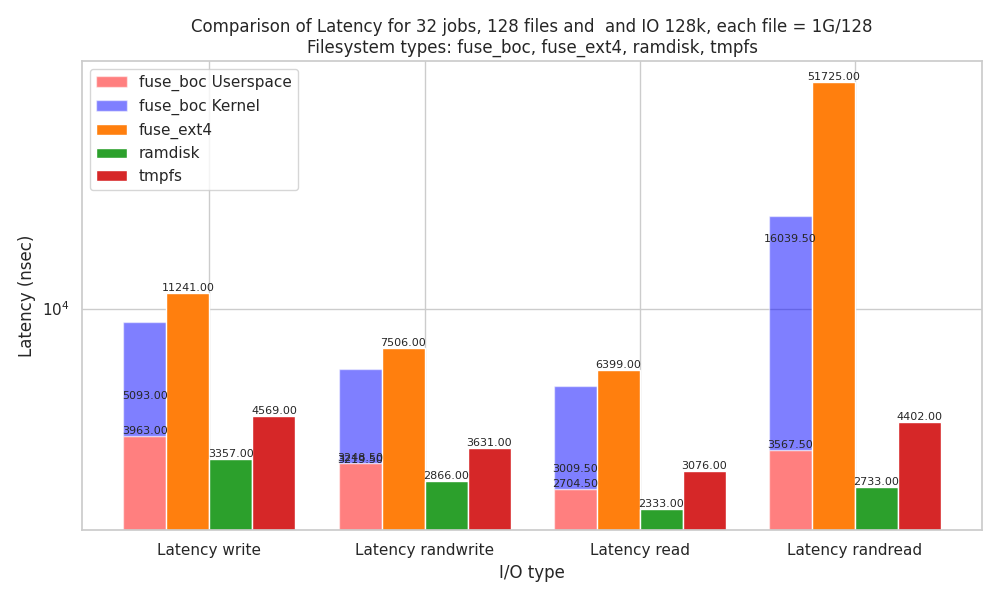 Comparison of Latency for 32 jobs, 128 files and  and IO 128k, each file = 1G/128
Filesystem types: fuse_boc, fuse_ext4, ramdisk, tmpfs
fuse_boc Userspace
fuse_boc Kernel
fuse_ext4
ramdisk
tmpfs
Latency (nsec)
10^4
5093.00
3963.00
11241.00
3357.00
4569.00
3248.50
7506.00
2866.00
3631.00
3009.50
2704.50
6399.00
2333.00
3076.00
16039.50
3567.50
51725.00
2733.00
4402.00
Latency write
Latency randwrite
Latency read
Latency randread
I/O type